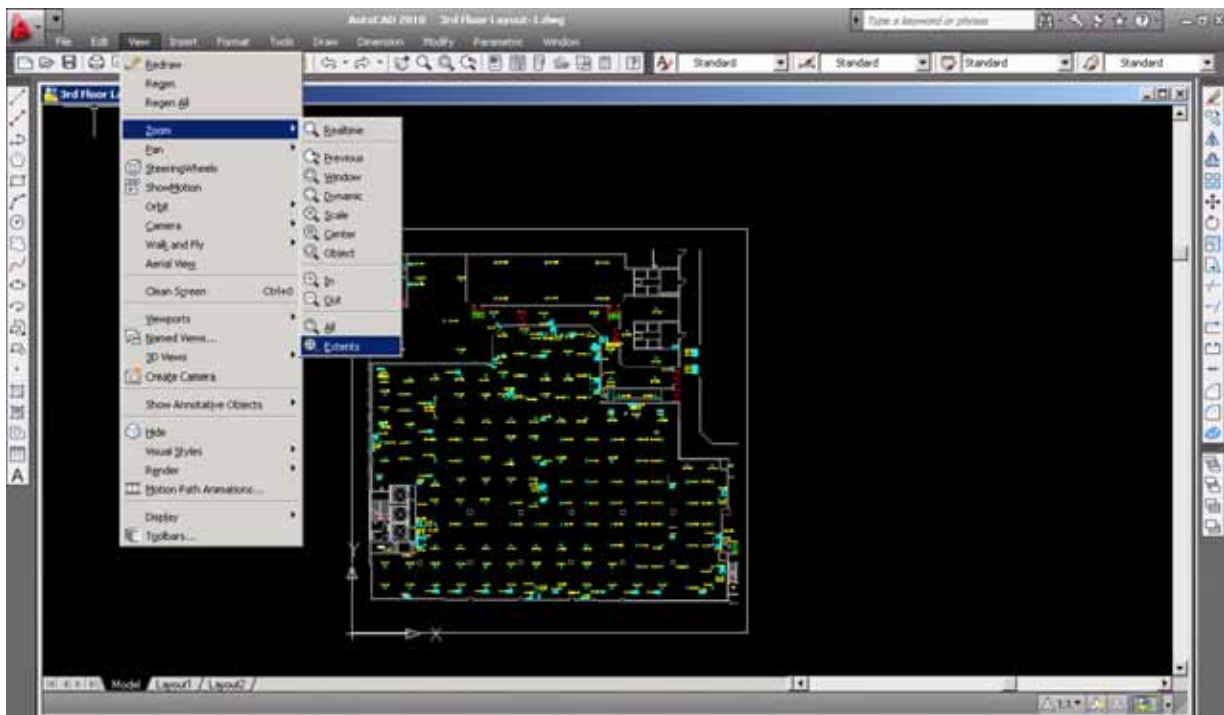 AutoCAD 2010 3rd Floor Layout-1.dwg
Type a keyword or phrase
File Edit View Insert Format Tools Draw Dimension Modify Parametric Window
Standard Standard Standard Standard
3rd Floor L
Redraw
Regen
Regen All
Zoom
Pan
SteeringWheels
ShowMotion
Orbit
Camera
Walk and Fly
Aerial View
Clean Screen Ctrl+0
Viewports
Named Views...
3D Views
Create Camera
Show Annotative Objects
Hide
Visual Styles
Render
Motion Path Animations...
Display
Toolbars...
Realtime
Previous
Window
Dynamic
Scale
Center
Object
In
Out
All
Extents
A
Y
X
Model Layout1 Layout2
1:1